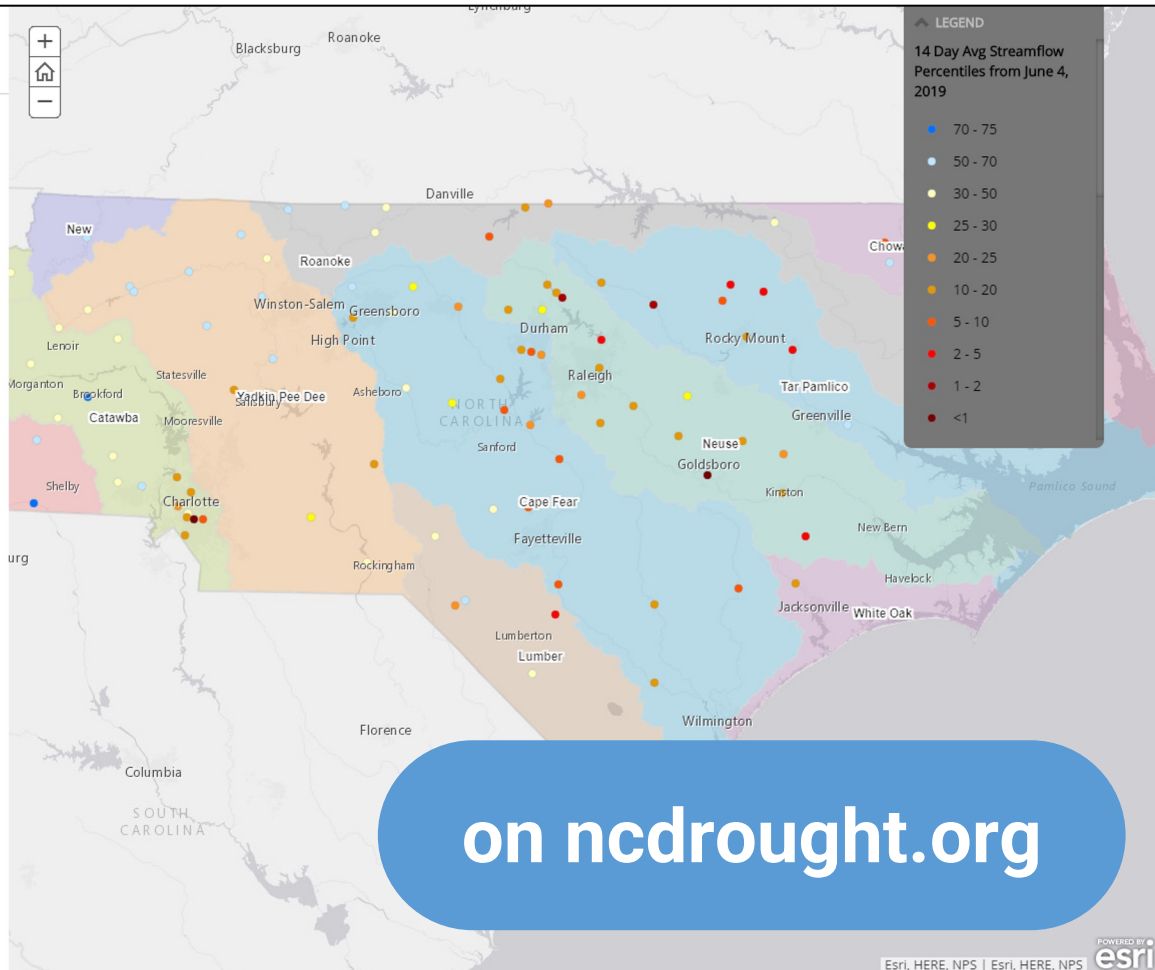 Lynchburg
Roanoke
Blacksburg
+
−
LEGEND
14 Day Avg Streamflow
Percentiles from June 4,
2019
70 - 75
50 - 70
30 - 50
25 - 30
20 - 25
10 - 20
5 - 10
2 - 5
1 - 2
<1
Danville
New
Roanoke
Winston-Salem
Greensboro
High Point
Durham
Rocky Mount
Lenoir
Statesville
Raleigh
Morganton
Brookford
Yadkin Pee Dee
Salisbury
Asheboro
NORTH
CAROLINA
Tar Pamlico
Catawba
Mooresville
Greenville
Sanford
Neuse
Goldsboro
Shelby
Charlotte
Cape Fear
Kinston
Pamlico Sound
Fayetteville
New Bern
urg
Rockingham
Havelock
Jacksonville
White Oak
Lumberton
Lumber
Wilmington
Florence
Columbia
SOUTH
CAROLINA
on ncdrought.org
POWERED BY
esri
Esri, HERE, NPS | Esri, HERE, NPS